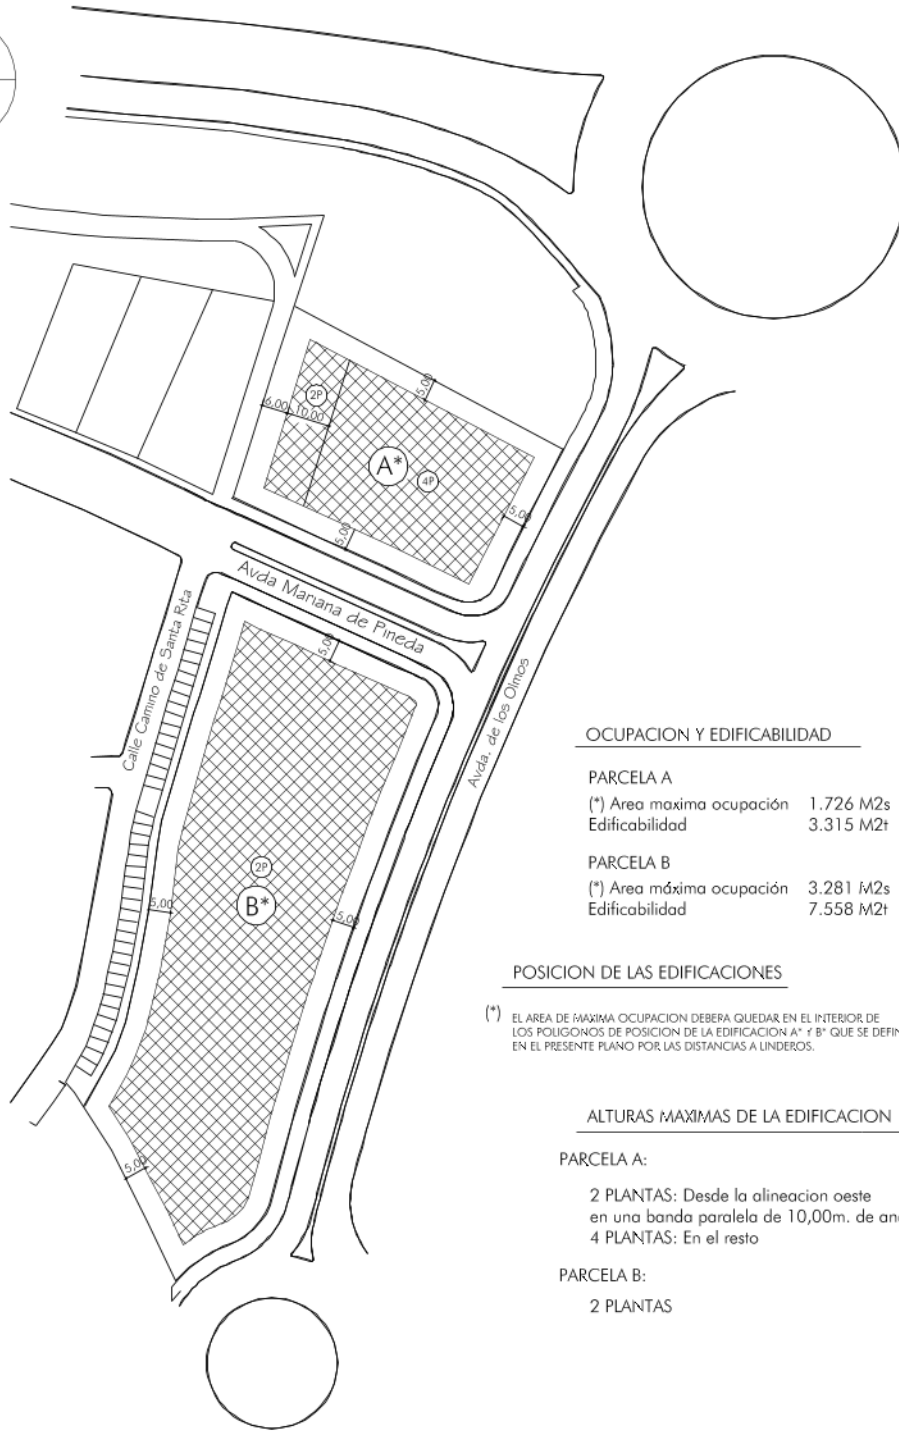 5,00
2P
6,00
10,00
A*
4P
5,00
5,00
Avda Mariana de Pineda
Calle Camino de Santa Rita
5,00
Avda. de los Olmos
2P
B*
5,00
5,00
5,00
OCUPACION Y EDIFICABILIDAD
PARCELA A
(*) Area maxima ocupación 1.726 M2s
Edificabilidad 3.315 M2t
PARCELA B
(*) Area máxima ocupación 3.281 M2s
Edificabilidad 7.558 M2t
POSICION DE LAS EDIFICACIONES
(*) EL AREA DE MAXIMA OCUPACION DEBERA QUEDAR EN EL INTERIOR DE
LOS POLIGONOS DE POSICION DE LA EDIFICACION A* Y B* QUE SE DEFIN
EN EL PRESENTE PLANO POR LAS DISTANCIAS A LINDEROS.
ALTURAS MAXIMAS DE LA EDIFICACION
PARCELA A:
2 PLANTAS: Desde la alineacion oeste
en una banda paralela de 10,00m. de an
4 PLANTAS: En el resto
PARCELA B:
2 PLANTAS